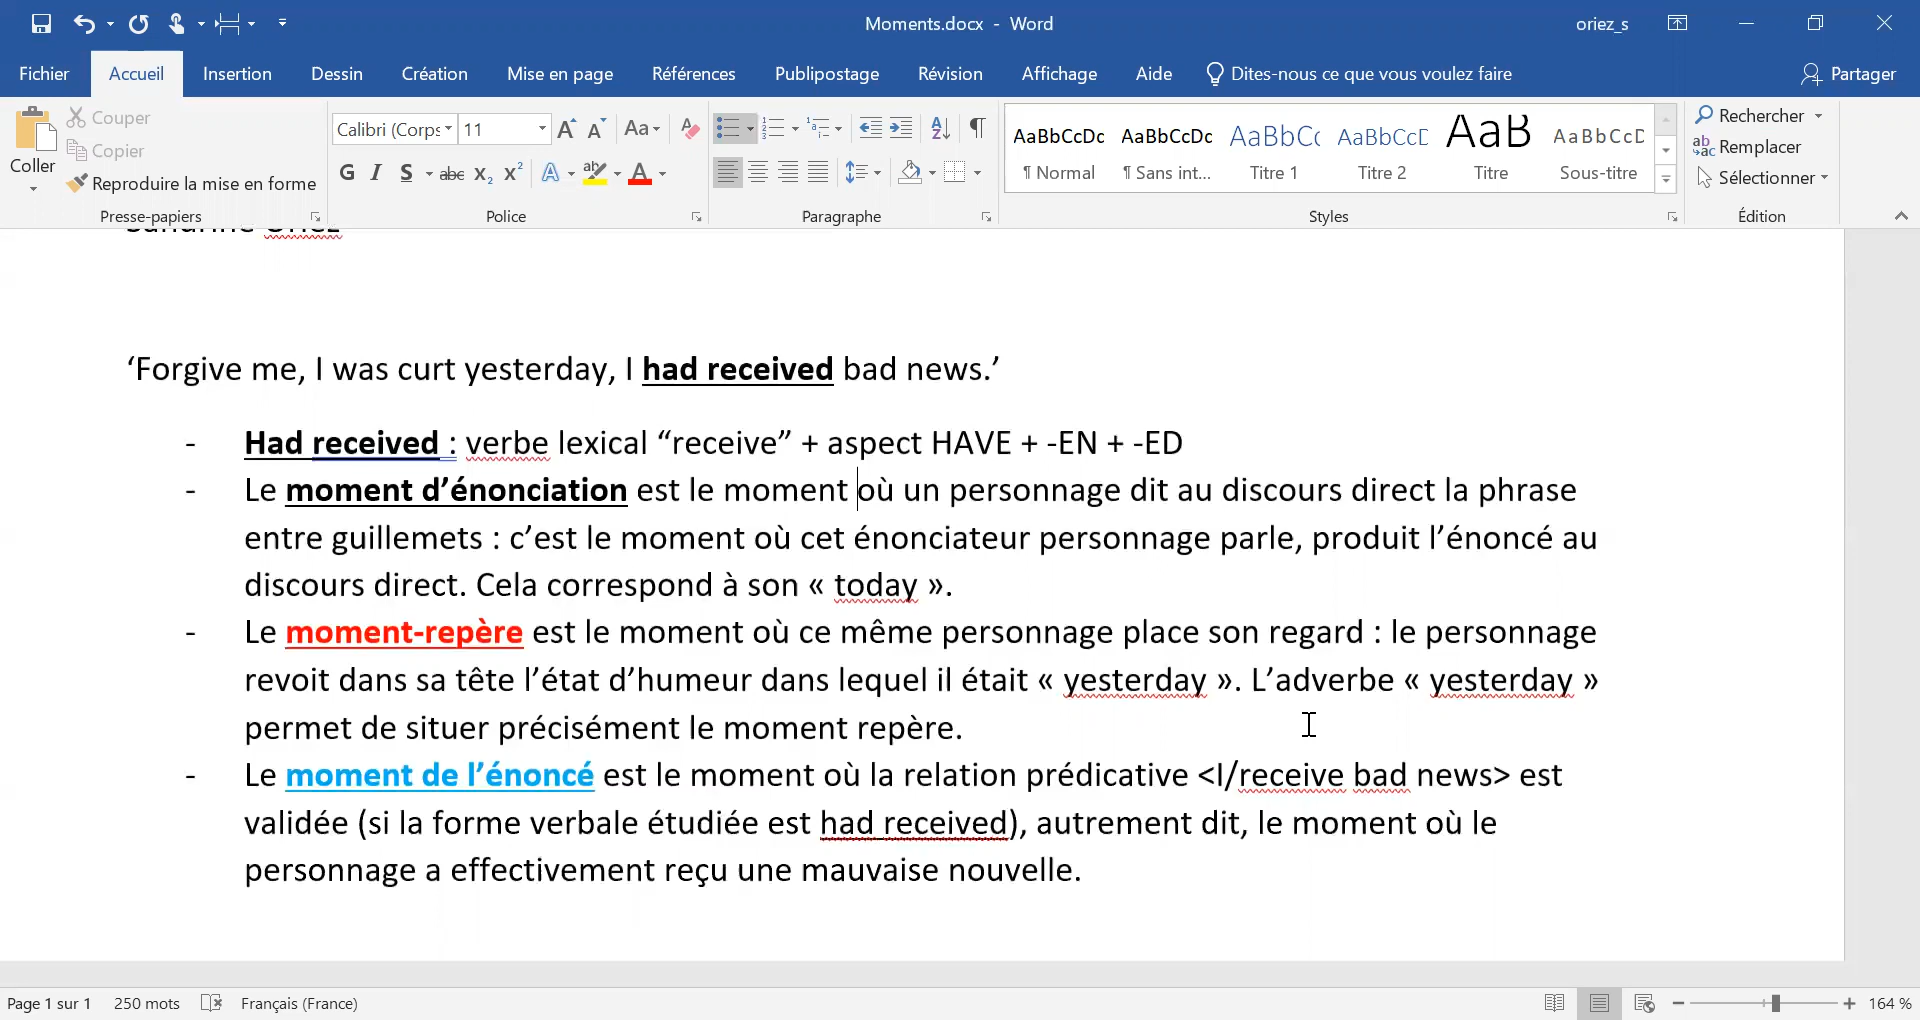 Moments.docx - Word
oriez_s
Fichier Accueil Insertion Dessin Création Mise en page Références Publipostage Révision Affichage Aide Dites-nous ce que vous voulez faire Partager
Coller
Couper
Copier
Reproduire la mise en forme
Presse-papiers
Calibri (Corps 11
Aa
G I S abc X₂ X²
Police
Paragraphe
AaBbCcDc AaBbCcDc AaBbCc AaBbCcD AaB AaBbCcD
¶ Normal ¶ Sans int... Titre 1 Titre 2 Titre Sous-titre
Styles
Rechercher
Remplacer
Sélectionner
Édition
Sandrine Oriez
‘Forgive me, I was curt yesterday, I had received bad news.’
- Had received : verbe lexical “receive” + aspect HAVE + -EN + -ED
- Le moment d’énonciation est le moment où un personnage dit au discours direct la phrase
entre guillemets : c’est le moment où cet énonciateur personnage parle, produit l’énoncé au
discours direct. Cela correspond à son « today ».
- Le moment-repère est le moment où ce même personnage place son regard : le personnage
revoit dans sa tête l’état d’humeur dans lequel il était « yesterday ». L’adverbe « yesterday »
permet de situer précisément le moment repère.
- Le moment de l’énoncé est le moment où la relation prédicative <I/receive bad news> est
validée (si la forme verbale étudiée est had received), autrement dit, le moment où le
personnage a effectivement reçu une mauvaise nouvelle.
Page 1 sur 1 250 mots Français (France) 164 %